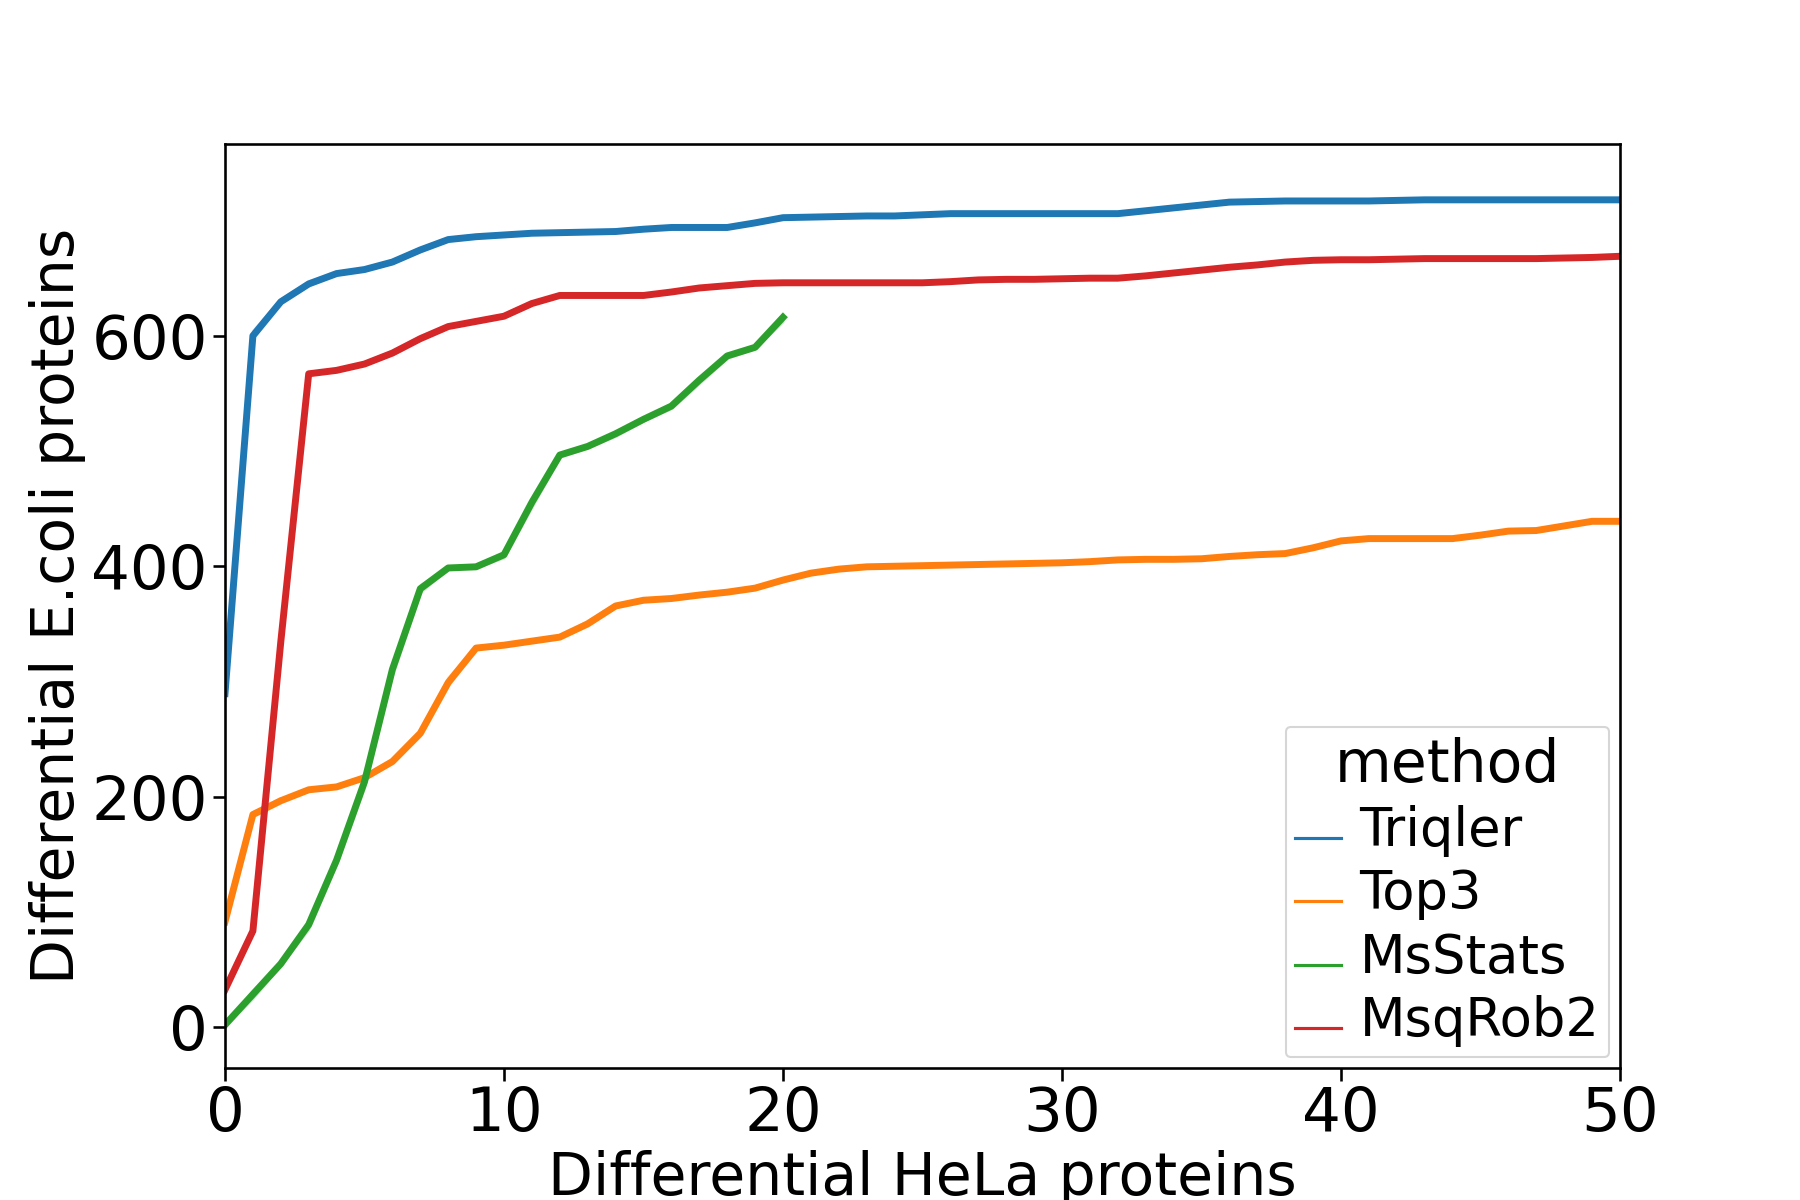 Differential E.coli proteins
600
400
200
0
0 10 20 30 40 50
Differential HeLa proteins
method
Triqler
Top3
MsStats
MsqRob2